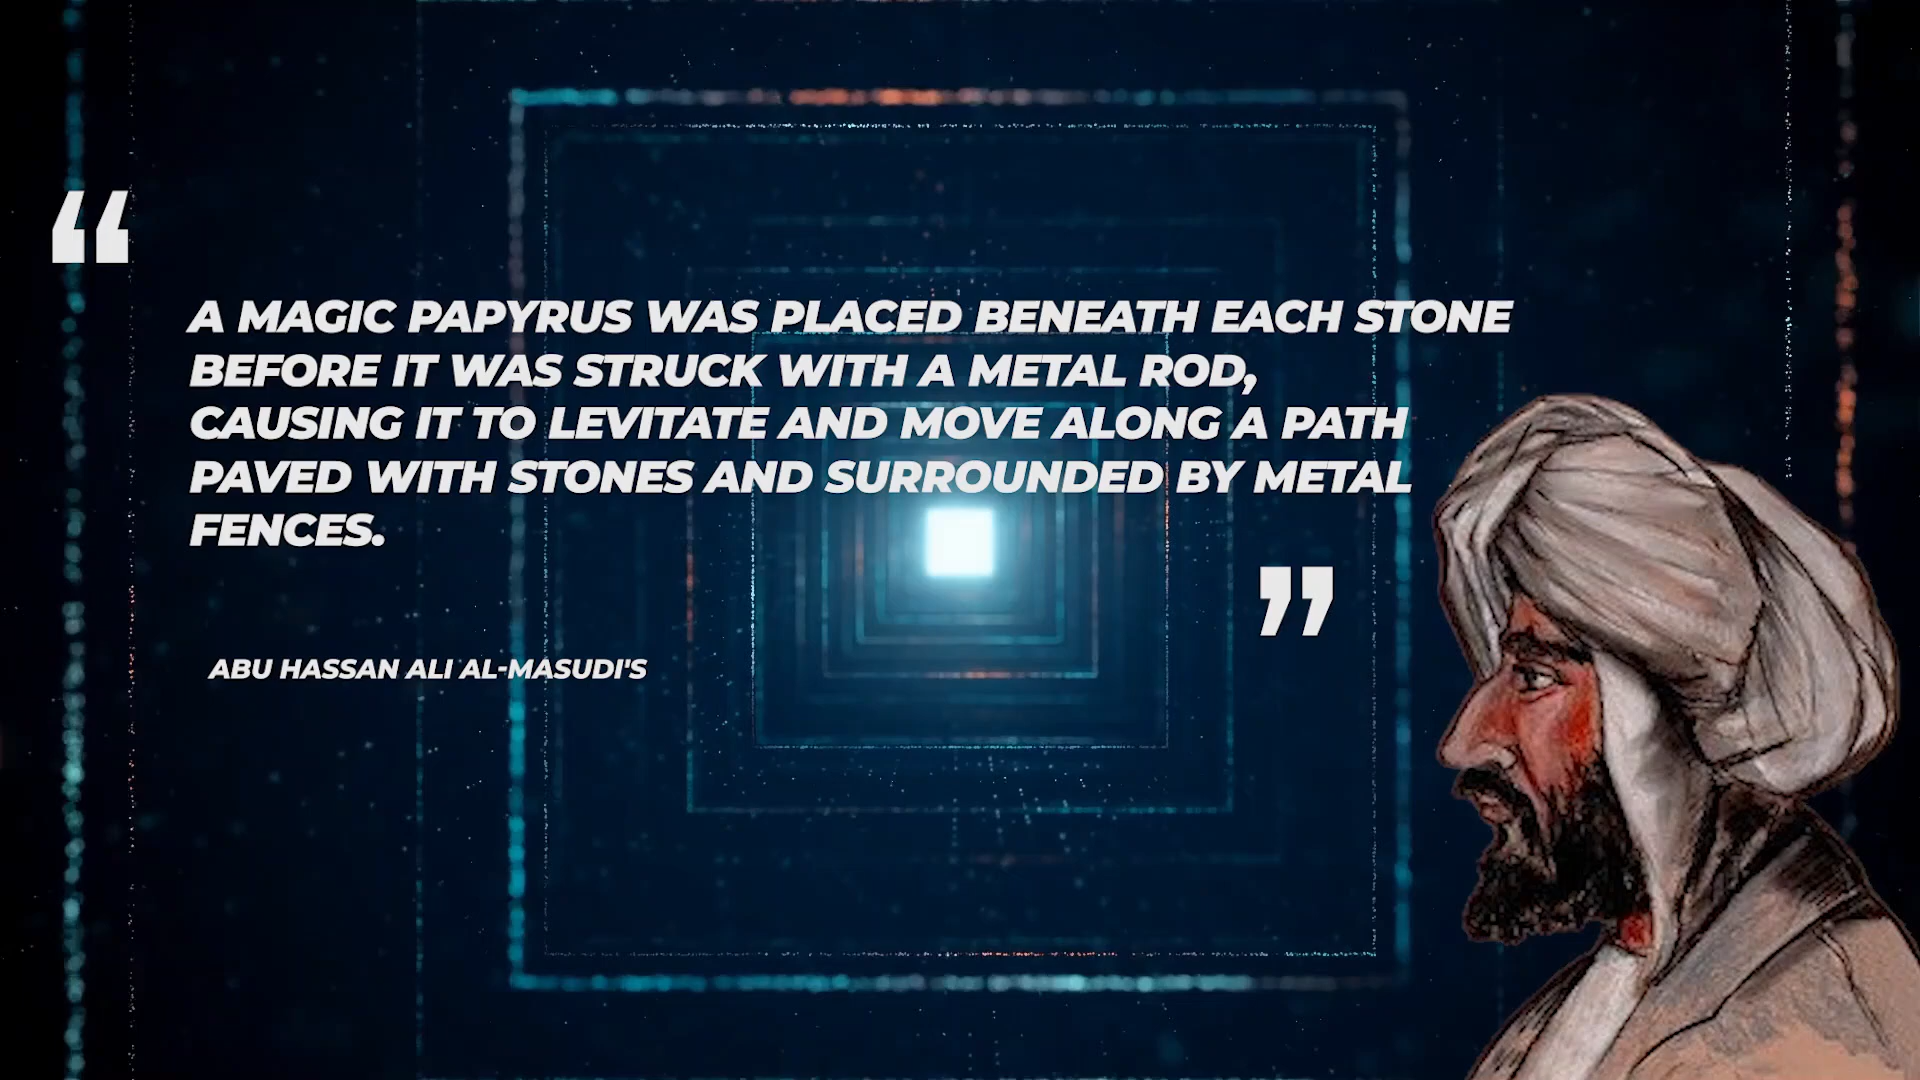 “
A MAGIC PAPYRUS WAS PLACED BENEATH EACH STONE
BEFORE IT WAS STRUCK WITH A METAL ROD,
CAUSING IT TO LEVITATE AND MOVE ALONG A PATH
PAVED WITH STONES AND SURROUNDED BY METAL
FENCES.
”
ABU HASSAN ALI AL-MASUDI'S